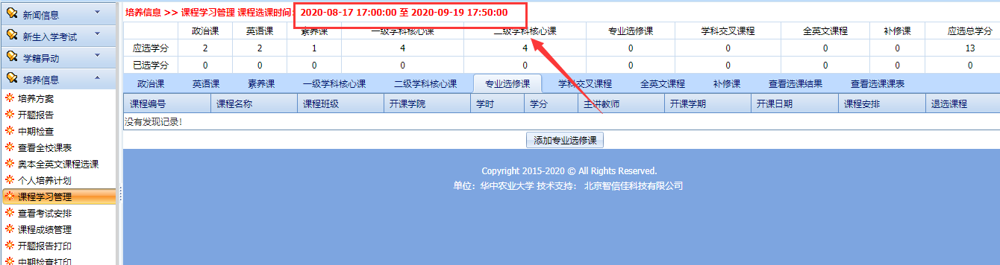 新闻信息
新生入学考试
学籍异动
培养信息
培养方案
开题报告
中期检查
查看全校课表
奥本全英文课程选课
个人培养计划
课程学习管理
查看考试安排
课程成绩管理
开题报告打印
中期检查打印
培养信息 >> 课程学习管理 课程选课时间: 2020-08-17 17:00:00 至 2020-09-19 17:50:00
政治课 英语课 素养课 一级学科核心课 二级学科核心课 专业选修课 学科交叉课程 全英文课程 补修课 应选总学分
应选学分 2 2 1 4 4 0 0 0 0 13
已选学分 0 0 0 0 0 0 0 0 0 0
政治课 英语课 素养课 一级学科核心课 二级学科核心课 专业选修课 学科交叉课程 全英文课程 补修课 查看选课结果 查看选课课表
课程编号 课程名称 课程班级 开课学院 学时 学分 主讲教师 开课学期 开课日期 课程安排 退选课程
没有发现记录!
添加专业选修课
Copyright 2015-2020 © All Rights Reserved.
单位：华中农业大学 技术支持： 北京智信佳科技有限公司